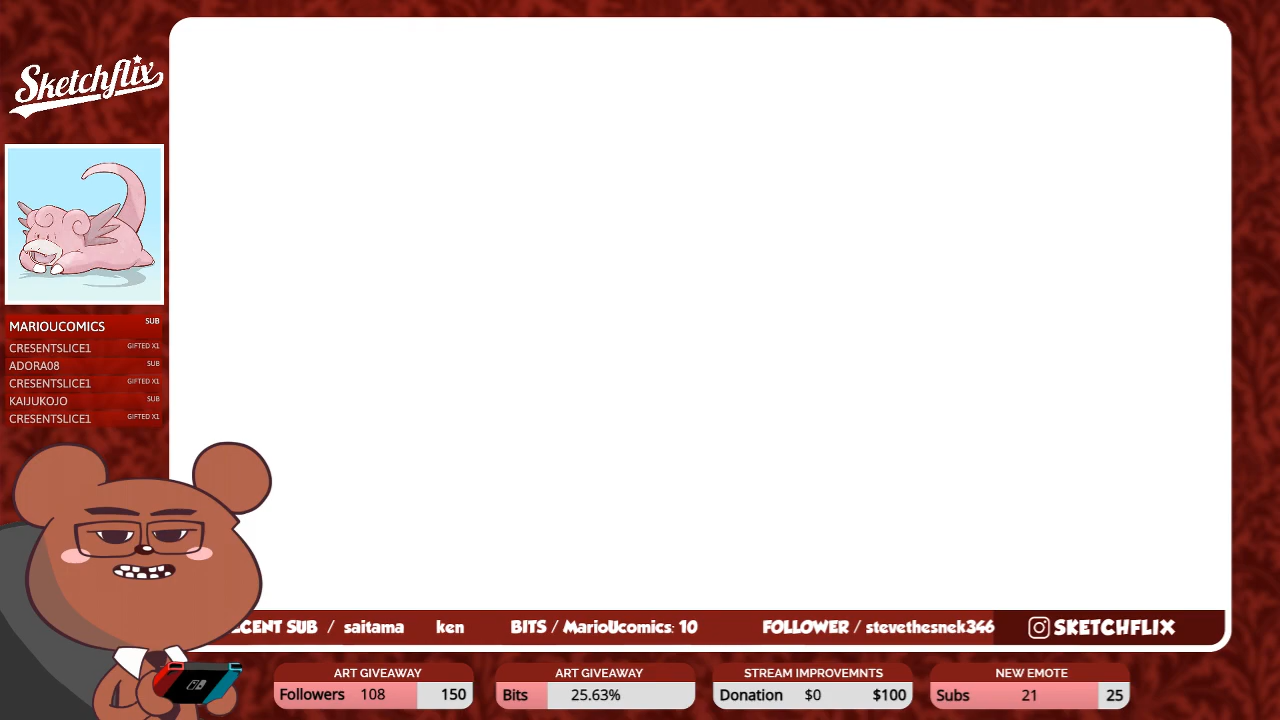 Sketchflix
MARIOUCOMICS SUB
CRESENTSLICE1 GIFTED X1
ADORA08 SUB
CRESENTSLICE1 GIFTED X1
KAIJUKOJO SUB
CRESENTSLICE1 GIFTED X1
CENT SUB / saitama ken BITS / MarioUcomics: 10 FOLLOWER / stevethesnek346 SKETCHFLIX
ART GIVEAWAY ART GIVEAWAY STREAM IMPROVEMNTS NEW EMOTE
Followers 108 150 Bits 25.63% Donation $0 $100 Subs 21 25